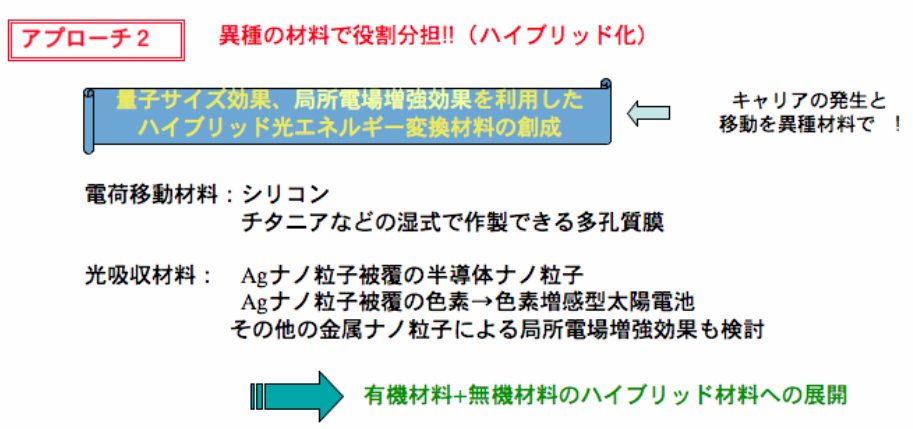 アプローチ２
異種の材料で役割分担!!（ハイブリッド化）
量子サイズ効果、局所電場増強効果を利用した
ハイブリッド光エネルギー変換材料の創成
キャリアの発生と
移動を異種材料で　!
電荷移動材料：シリコン
チタニアなどの湿式で作製できる多孔質膜
光吸収材料：　Agナノ粒子被覆の半導体ナノ粒子
Agナノ粒子被覆の色素→色素増感型太陽電池
その他の金属ナノ粒子による局所電場増強効果も検討
有機材料+無機材料のハイブリッド材料への展開